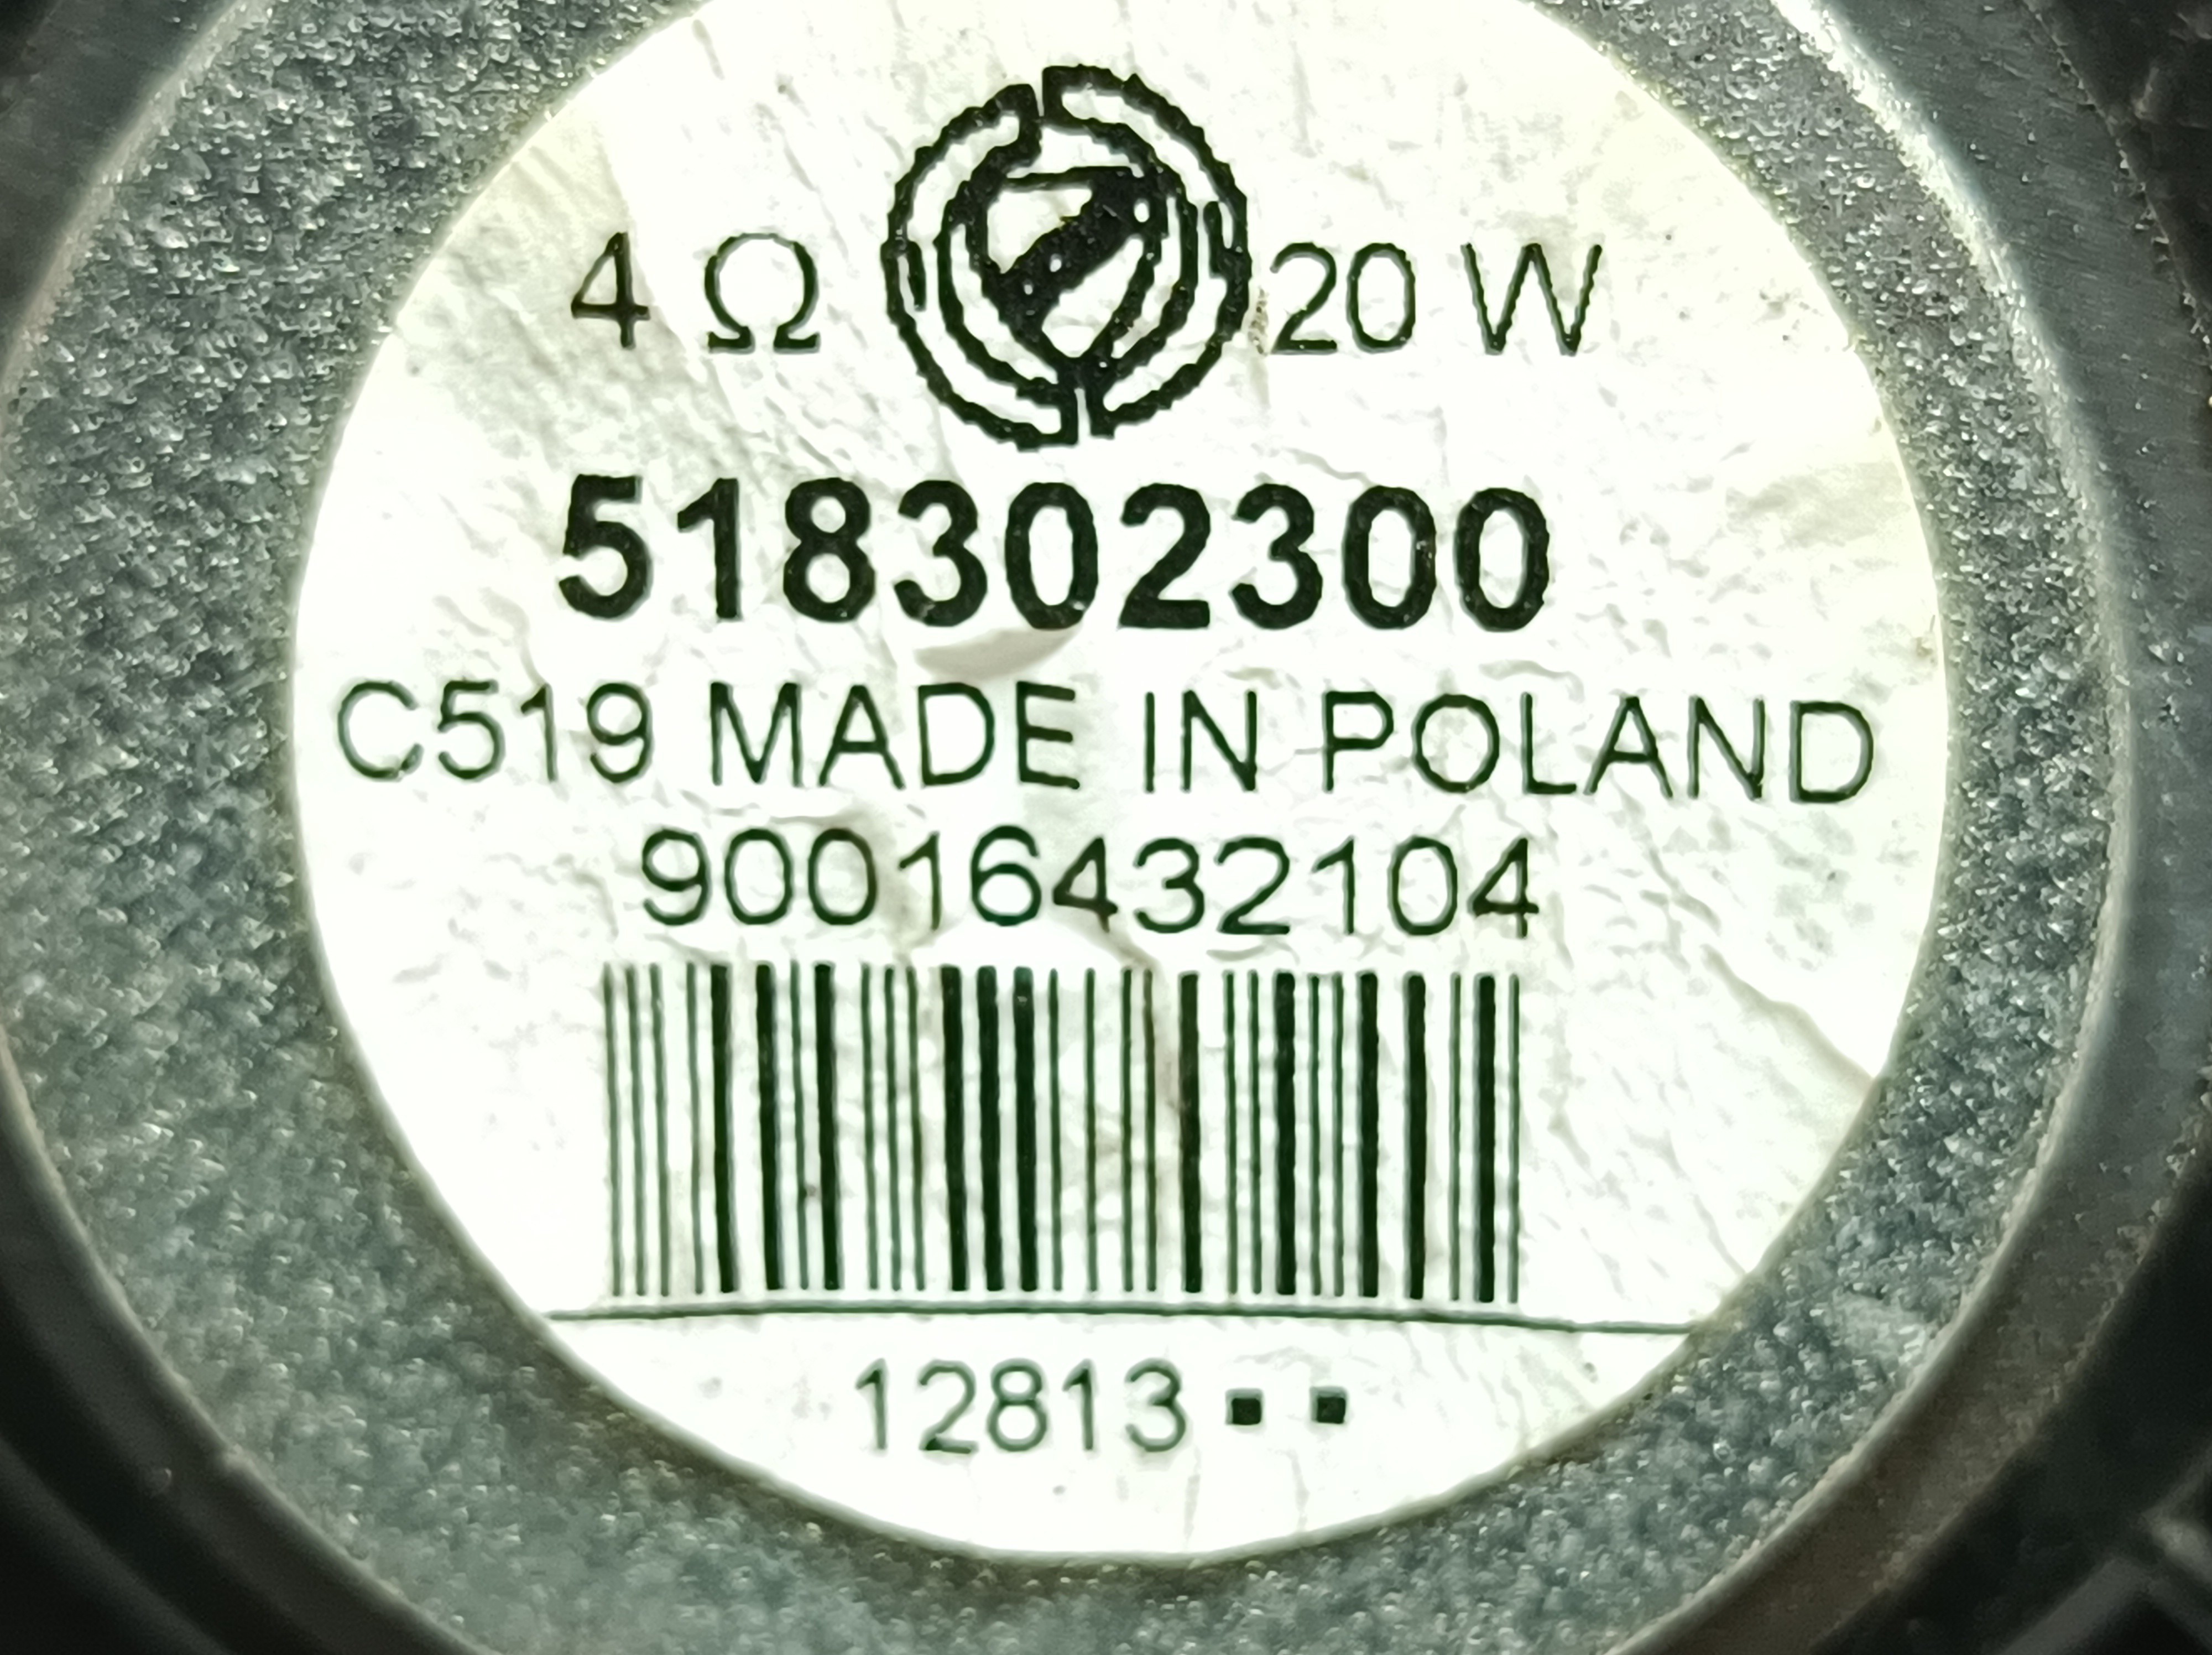 4 Ω 20 W
518302300
C519 MADE IN POLAND
90016432104
12813 ▪ ▪